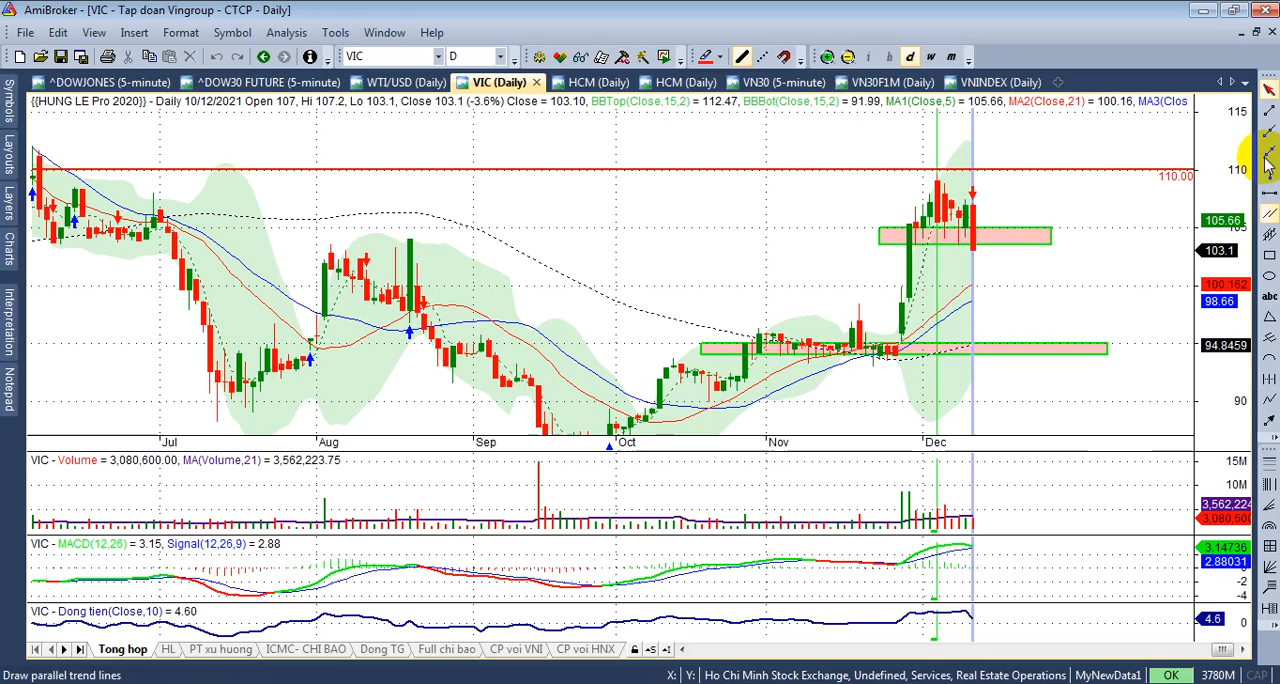 AmiBroker - [VIC - Tap doan Vingroup - CTCP - Daily]
File Edit View Insert Format Symbol Analysis Tools Window Help
VIC D i h d w m
^DOWJONES (5-minute) ^DOW30 FUTURE (5-minute) WTI/USD (Daily) VIC (Daily) HCM (Daily) HCM (Daily) VN30 (5-minute) VN30F1M (Daily) VNINDEX (Daily)
{{HUNG LE Pro 2020}} - Daily 10/12/2021 Open 107, Hi 107.2, Lo 103.1, Close 103.1 (-3.6%) Close = 103.10, BBTop(Close,15,2) = 112.47, BBBot(Close,15,2) = 91.99, MA1(Close,5) = 105.66, MA2(Close,21) = 100.16, MA3(Clos
Symbols
Layouts
Layers
Charts
Interpretation
Notepad
abc
115
110
110.00
105.66
105
103.1
100.162
98.66
94.8459
90
Jul Aug Sep Oct Nov Dec
VIC - Volume = 3,080,600.00, MA(Volume,21) = 3,562,223.75
15M
10M
3,562,224
3,080,600
VIC - MACD(12,26) = 3.15, Signal(12,26,9) = 2.88
3.14736
2.88031
-2
-4
VIC - Dong tien(Close,10) = 4.60
4.6 0
Tong hop HL PT xu huong ICMC- CHI BAO Dong TG Full chi bao CP voi VNI CP voi HNX
Draw parallel trend lines X: Y: Ho Chi Minh Stock Exchange, Undefined, Services, Real Estate Operations MyNewData1 OK 3780M CAP